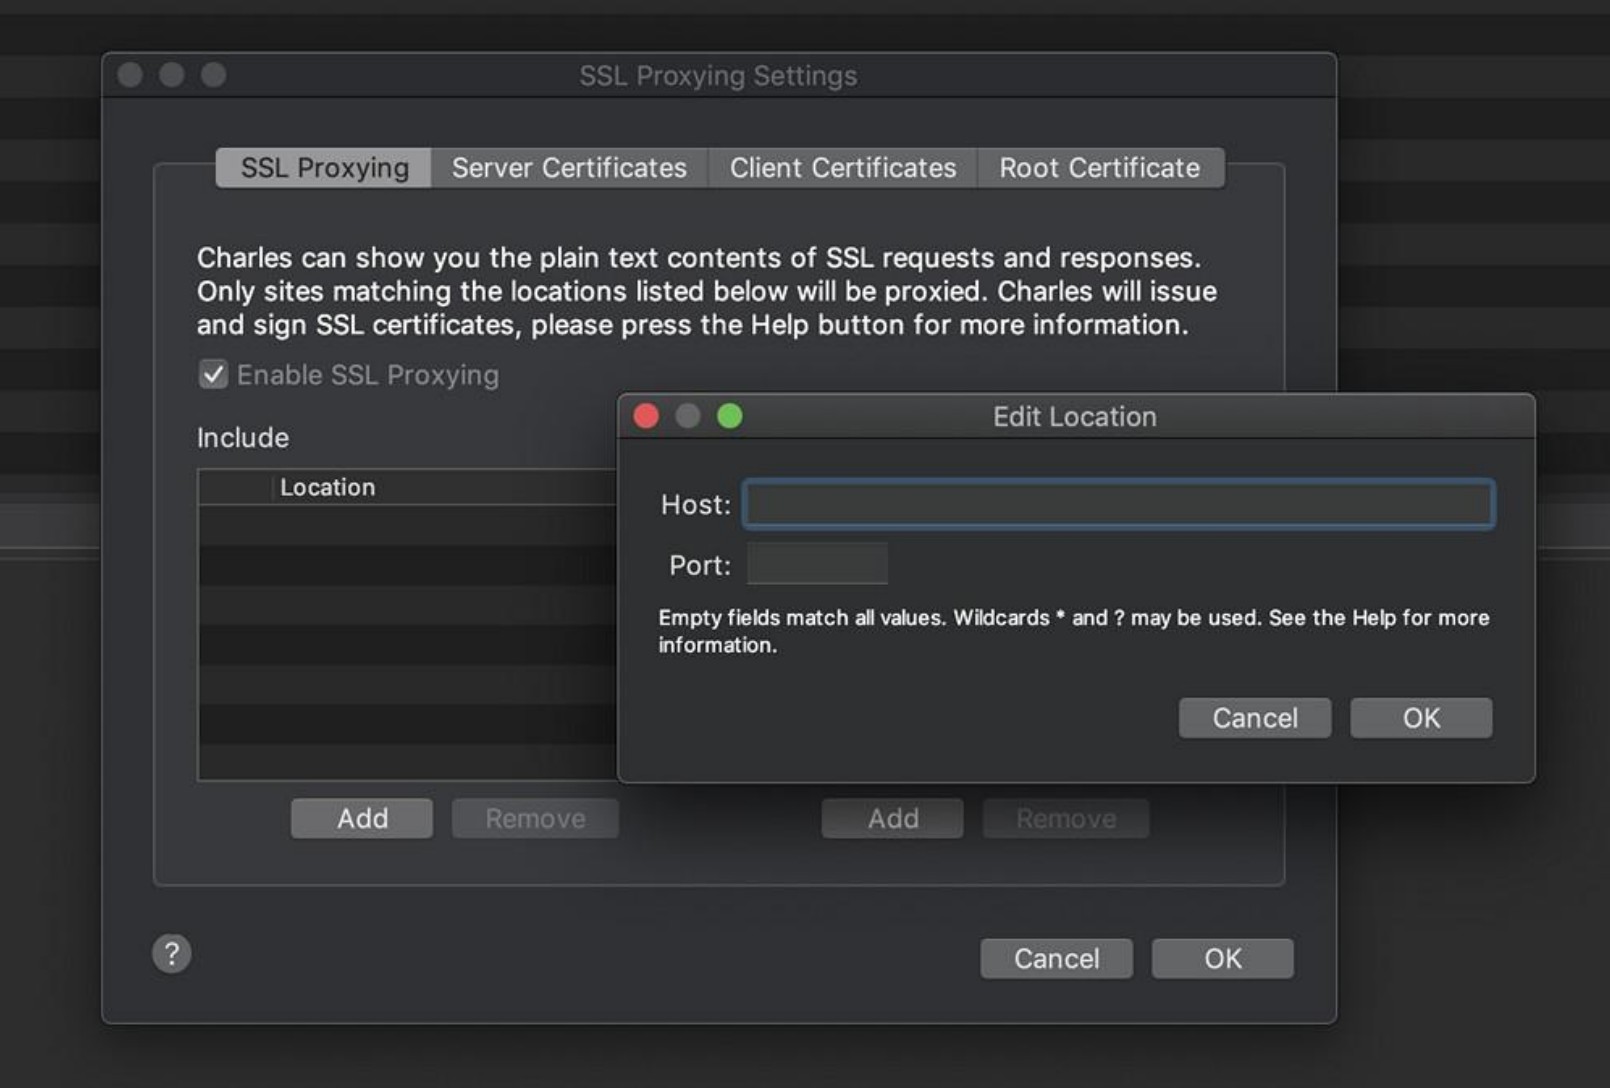 SSL Proxying Settings
SSL Proxying Server Certificates Client Certificates Root Certificate
Charles can show you the plain text contents of SSL requests and responses.
Only sites matching the locations listed below will be proxied. Charles will issue
and sign SSL certificates, please press the Help button for more information.
Enable SSL Proxying
Include
Location
Edit Location
Host:
Port:
Empty fields match all values. Wildcards * and ? may be used. See the Help for more
information.
Cancel OK
Add Remove Add Remove
? Cancel OK